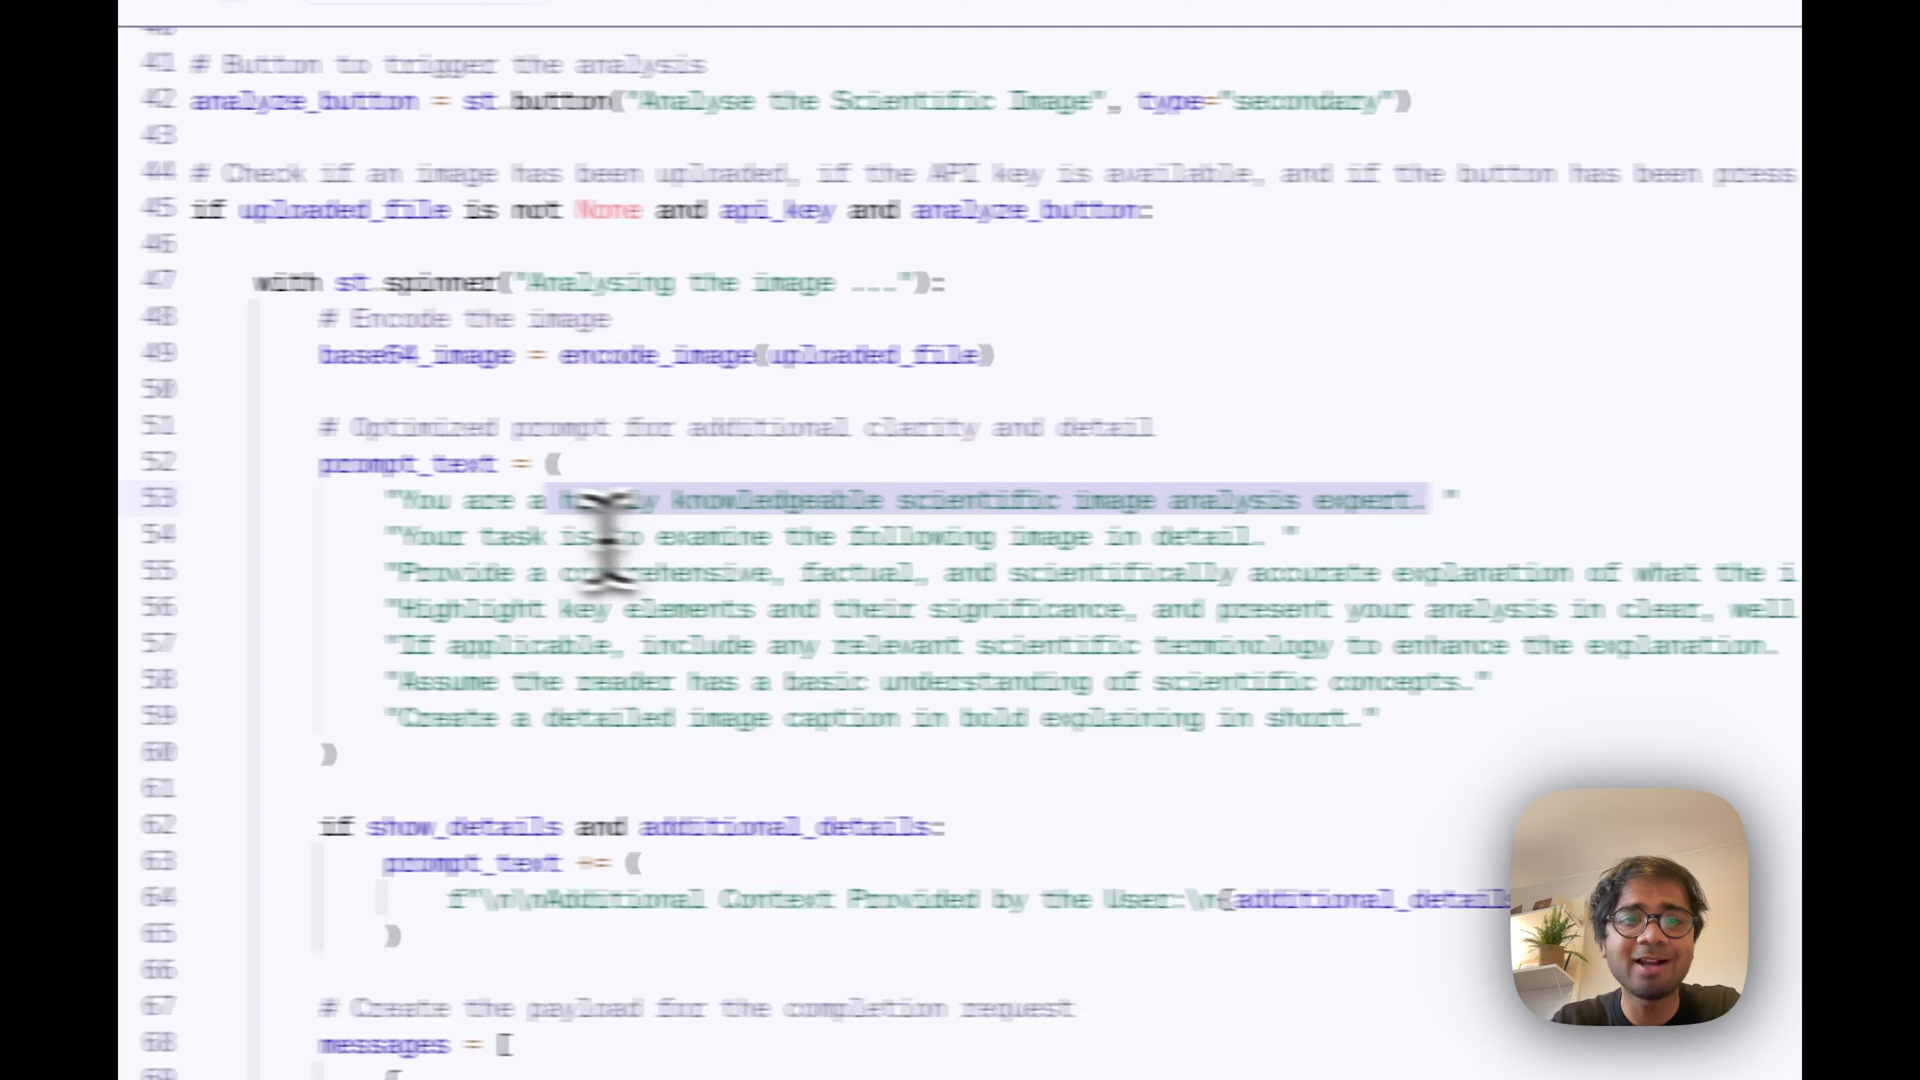 41 # Button to trigger the analysis
42 analyze_button = st.button("Analyse the Scientific Image", type="secondary")
43
44 # Check if an image has been uploaded, if the API key is available, and if the button has been press
45 if uploaded_file is not None and api_key and analyze_button:
46
47 with st.spinner("Analysing the image ..."):
48 # Encode the image
49 base64_image = encode_image(uploaded_file)
50
51 # Optimized prompt for additional clarity and detail
52 prompt_text = (
53 "You are a knowledgeable scientific image analysis expert. "
54 "Your task is to examine the following image in detail. "
55 "Provide a comprehensive, factual, and scientifically accurate explanation of what the i
56 "Highlight key elements and their significance, and present your analysis in clear, well
57 "If applicable, include any relevant scientific terminology to enhance the explanation.
58 "Assume the reader has a basic understanding of scientific concepts."
59 "Create a detailed image caption in bold explaining in short."
60 )
61
62 if show_details and additional_details:
63 prompt_text += (
64 f"\n\nAdditional Context Provided by the User:\n{additional_details
65 )
66
67 # Create the payload for the completion request
68 messages = [